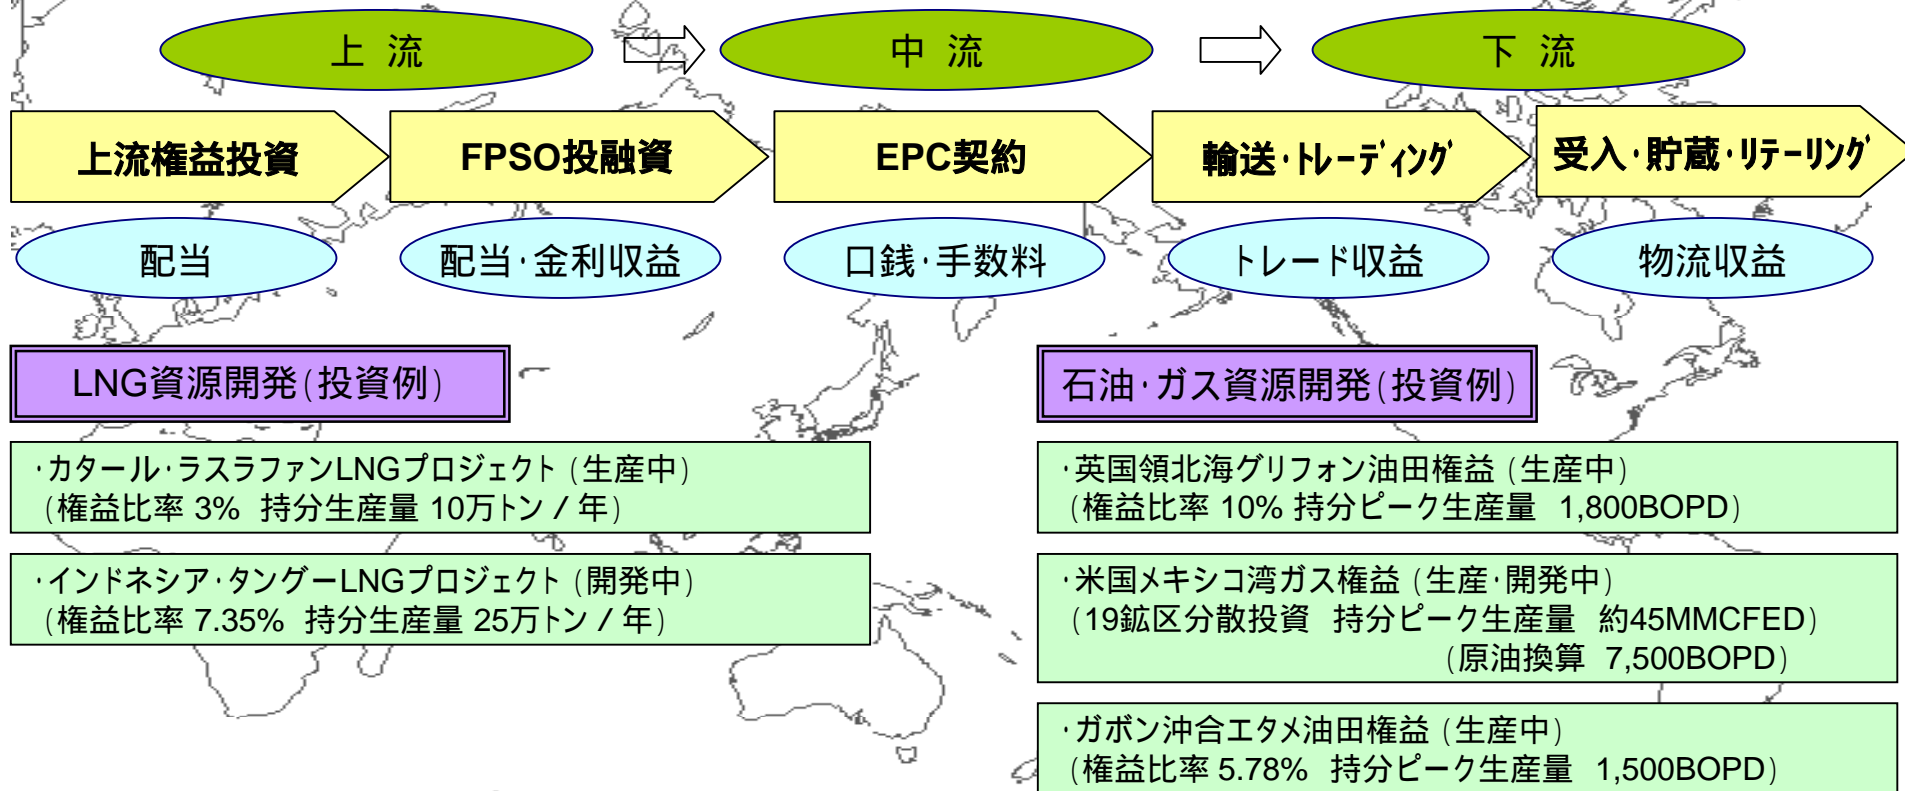 上 流
中 流
下 流
上流権益投資
FPSO投融資
EPC契約
輸送・トレーディング
受入・貯蔵・リテーリング
配当
配当・金利収益
口銭・手数料
トレード収益
物流収益
LNG資源開発(投資例)
・カタール・ラスラファンLNGプロジェクト (生産中)
(権益比率 3% 持分生産量 10万トン / 年)
・インドネシア・タングーLNGプロジェクト (開発中)
(権益比率 7.35% 持分生産量 25万トン / 年)
石油・ガス資源開発(投資例)
・英国領北海グリフォン油田権益 (生産中)
(権益比率 10% 持分ピーク生産量 1,800BOPD)
・米国メキシコ湾ガス権益 (生産・開発中)
(19鉱区分散投資 持分ピーク生産量 約45MMCFED)
(原油換算 7,500BOPD)
・ガボン沖合エタメ油田権益 (生産中)
(権益比率 5.78% 持分ピーク生産量 1,500BOPD)